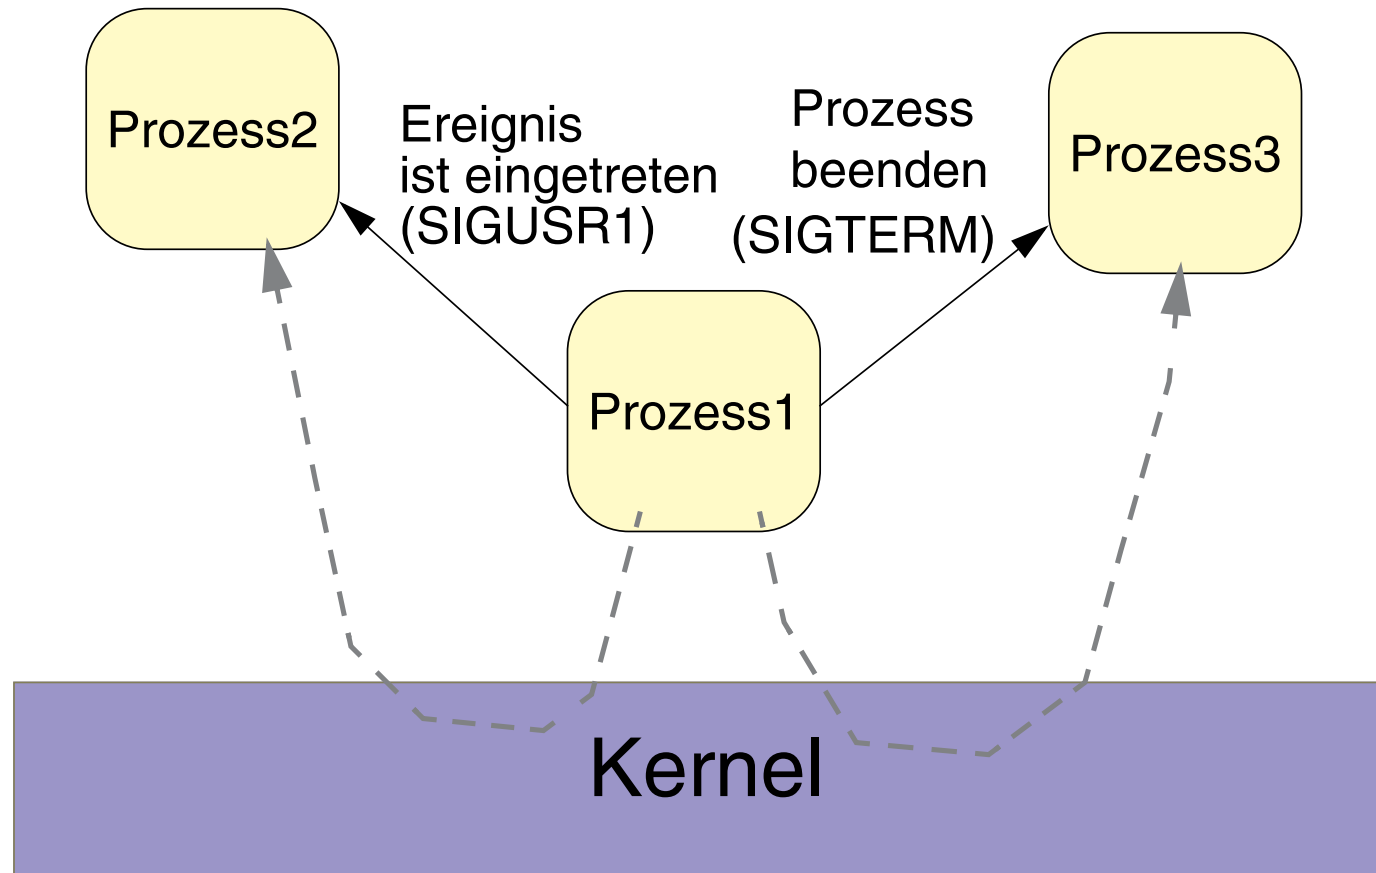 Prozess2
Ereignis
ist eingetreten
(SIGUSR1)
Prozess
beenden
(SIGTERM)
Prozess3
Prozess1
Kernel